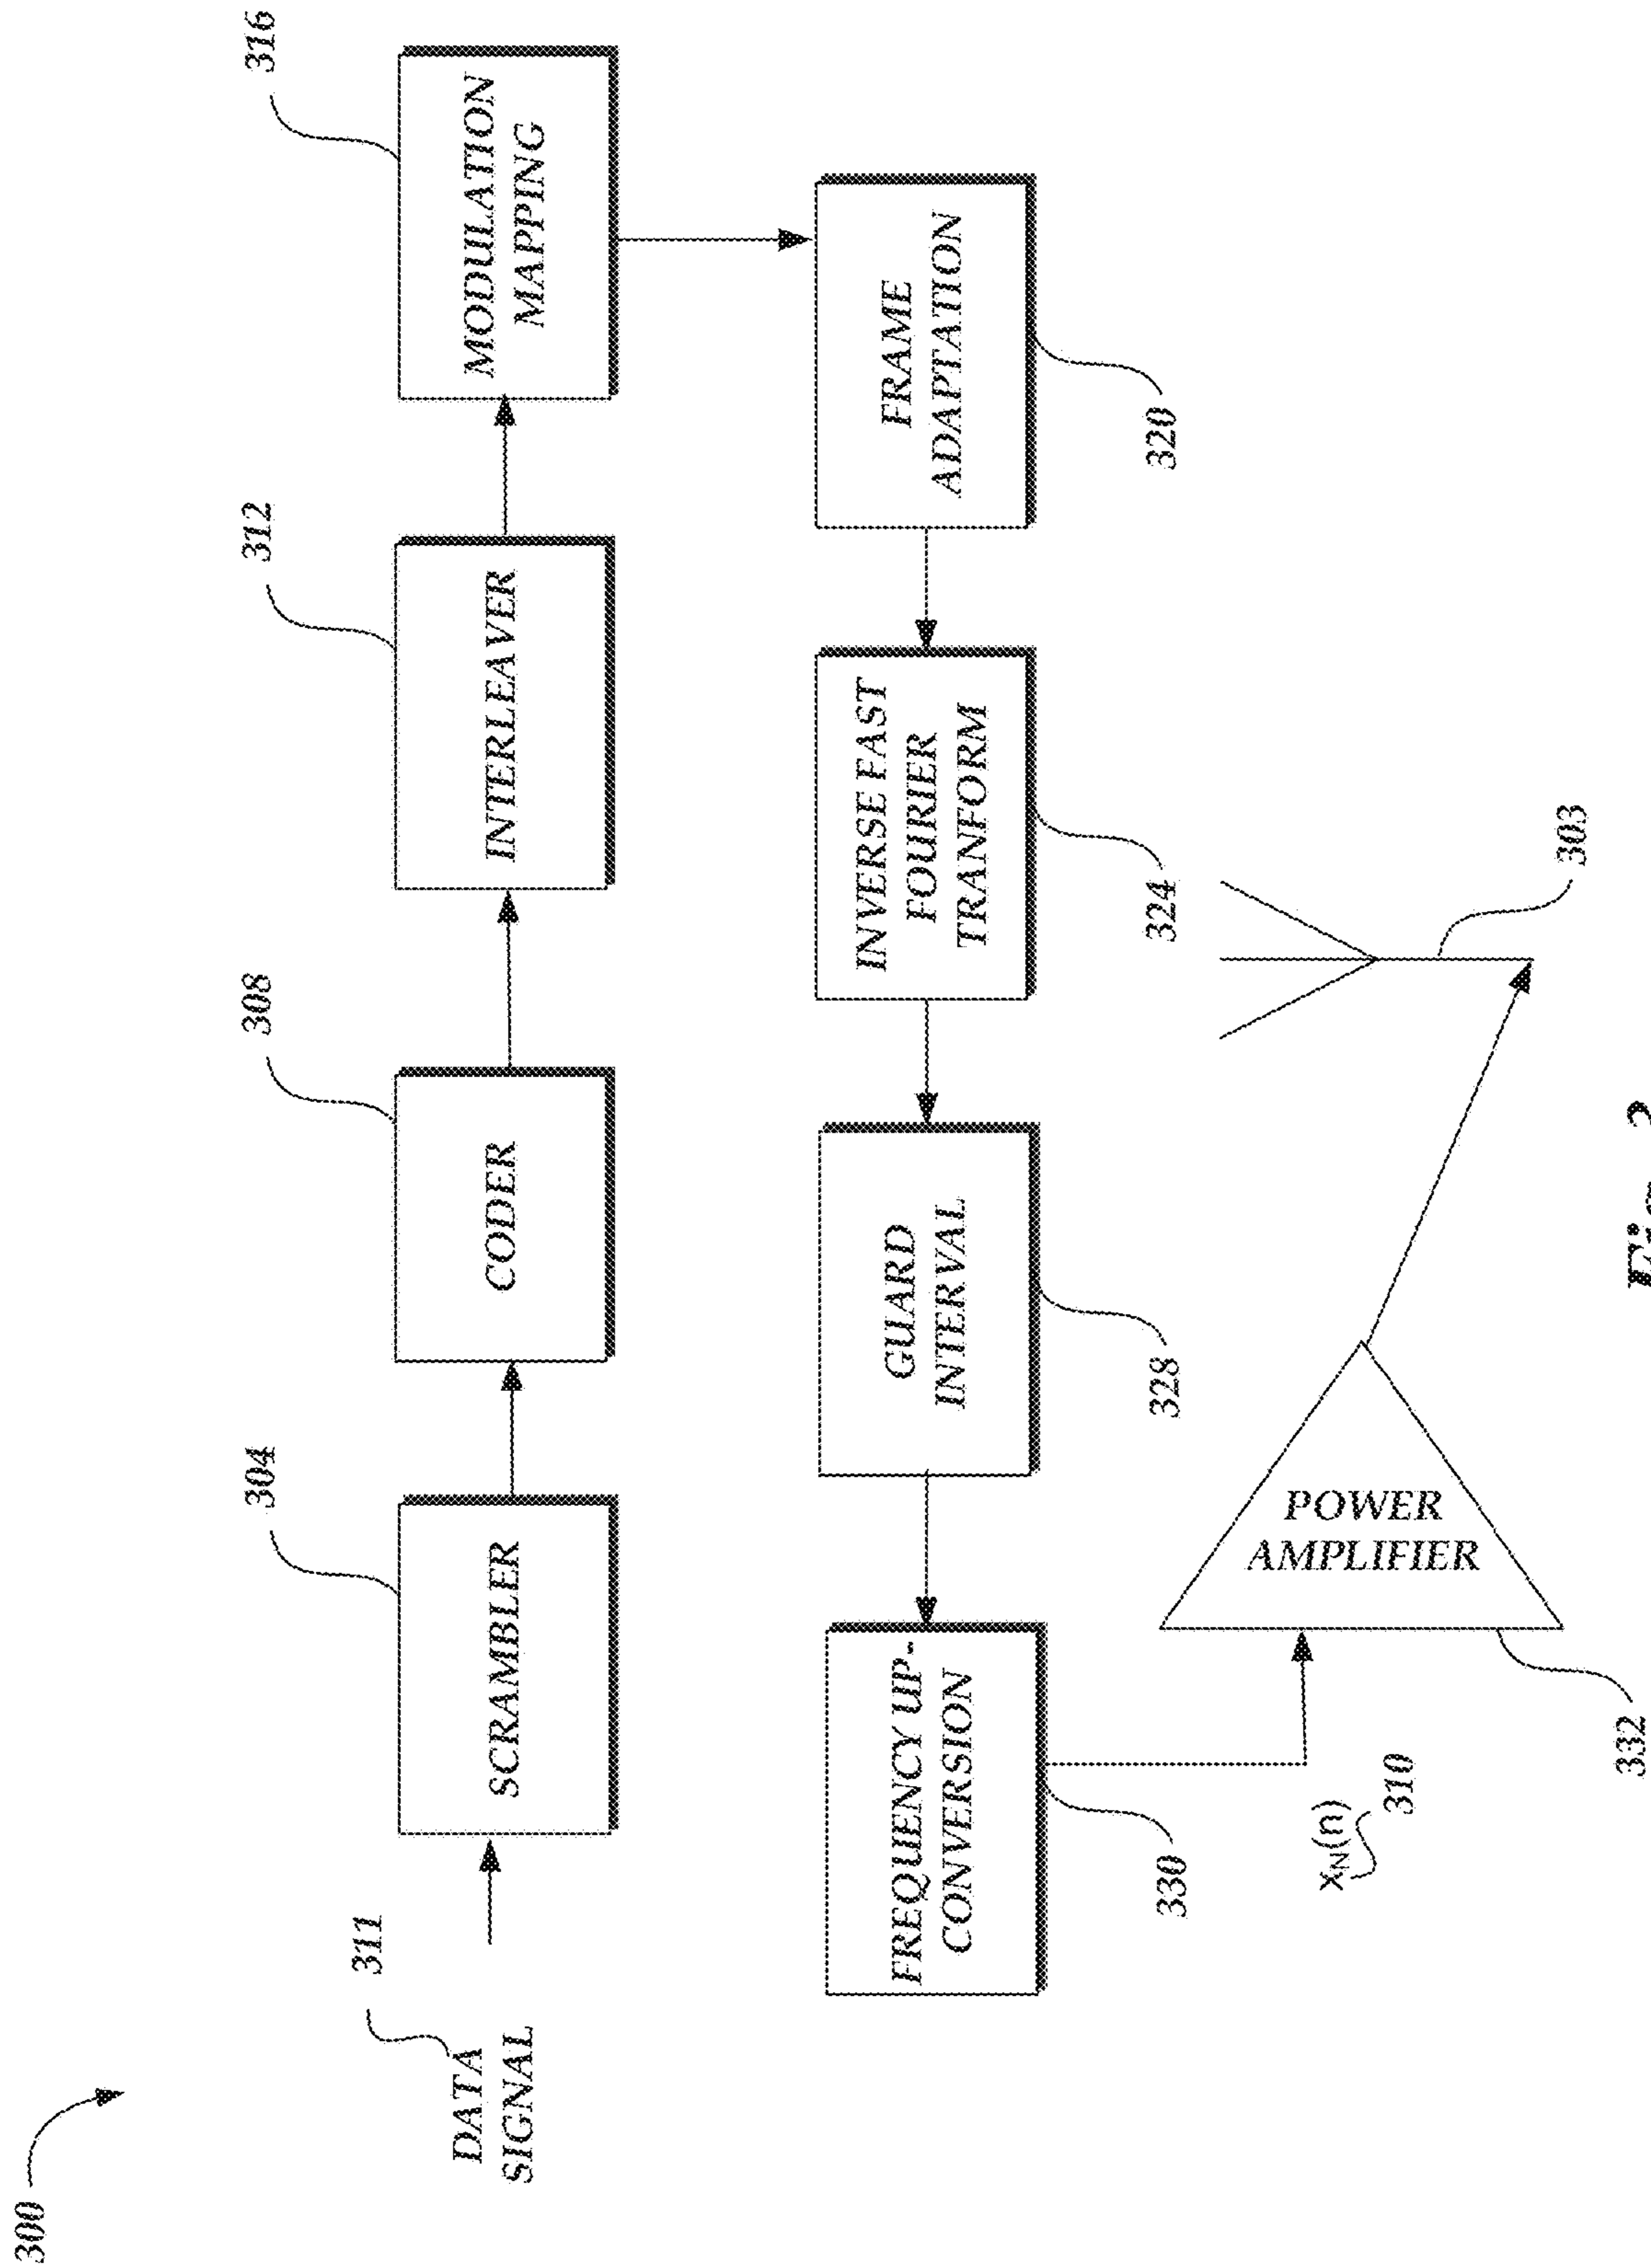 300
DATA
SIGNAL
311
SCRAMBLER
304
CODER
308
INTERLEAVER
312
MODULATION
MAPPING
316
FRAME
ADAPTATION
320
INVERSE FAST
FOURIER
TRANFORM
324
GUARD
INTERVAL
328
FREQUENCY UP-
CONVERSION
330
x_N(n)
310
POWER
AMPLIFIER
332
303